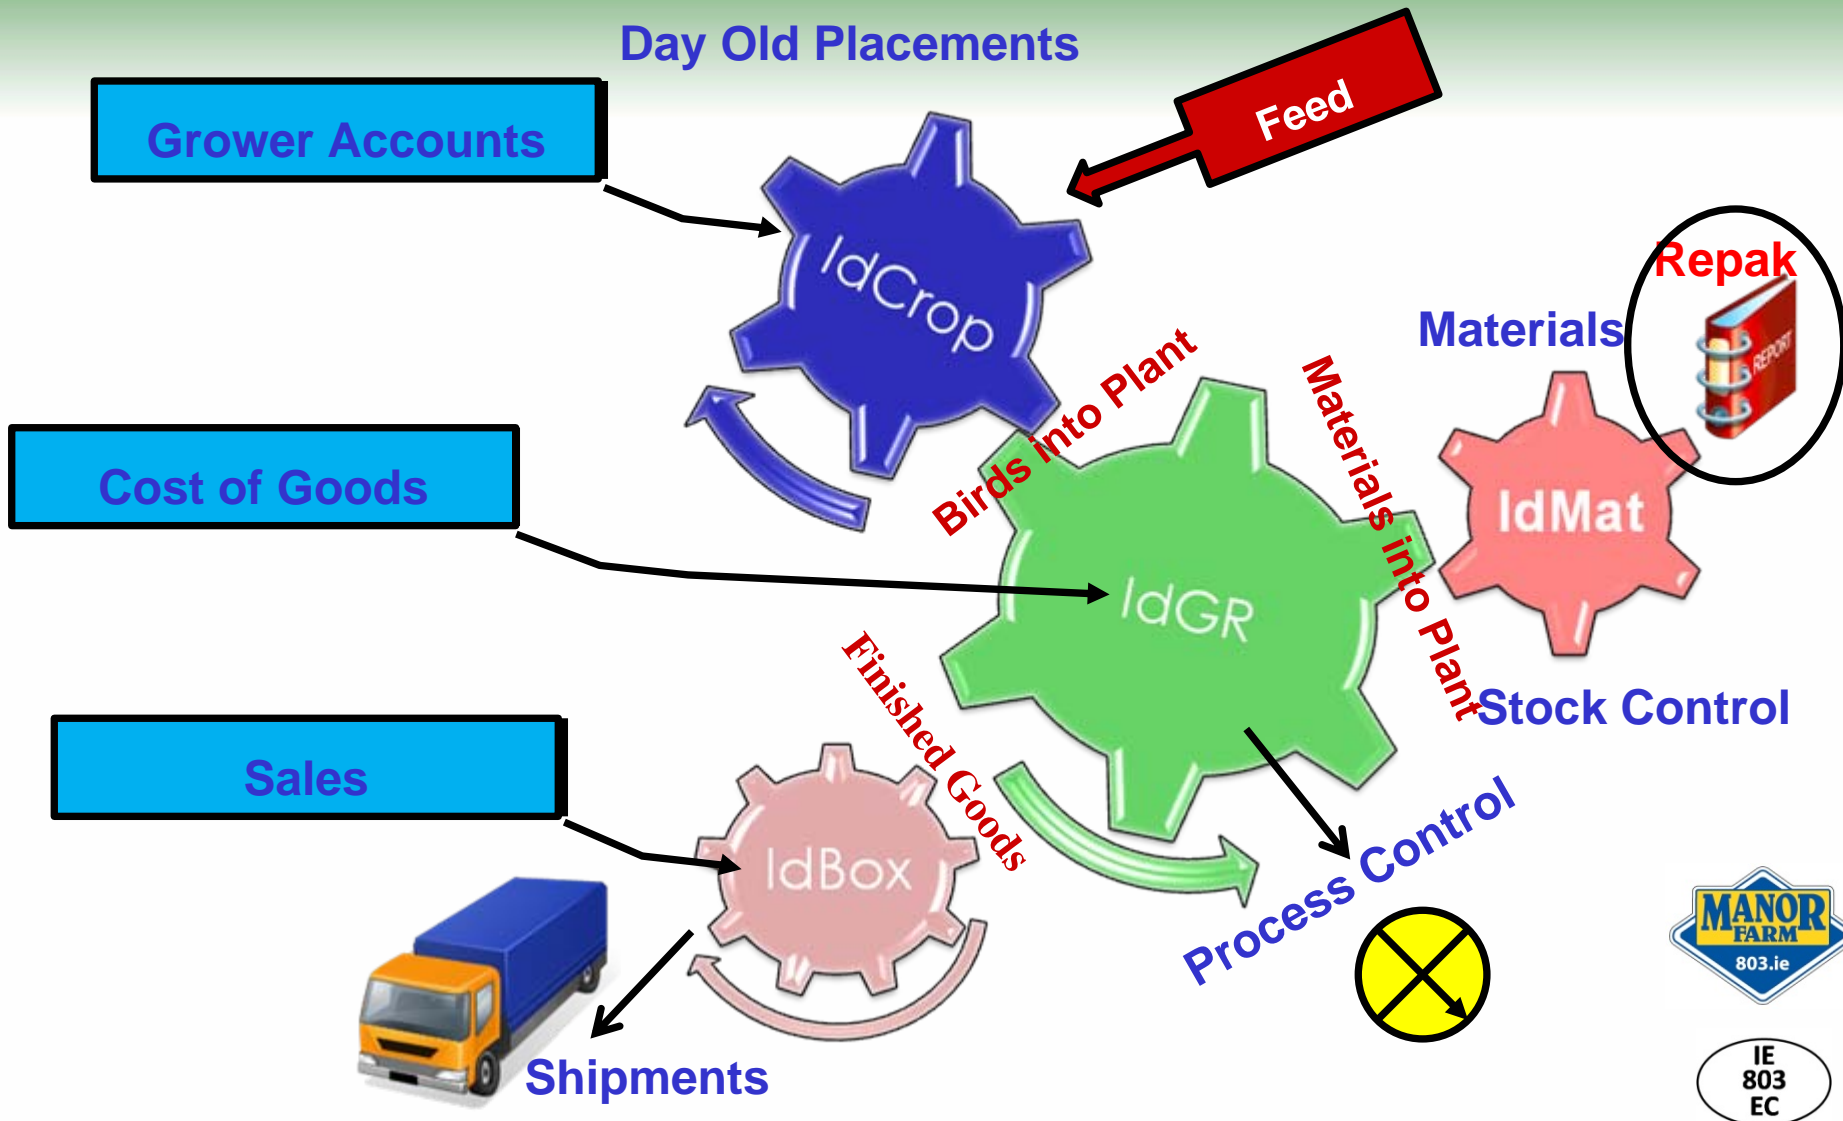 Day Old Placements
Feed
Grower Accounts
IdCrop
Repak
Materials
REPORT
Birds into Plant
Materials into Plant
Cost of Goods
IdMat
IdGR
Finished Goods
Stock Control
Sales
IdBox
Process Control
MANOR
FARM
803.ie
Shipments
IE
803
EC